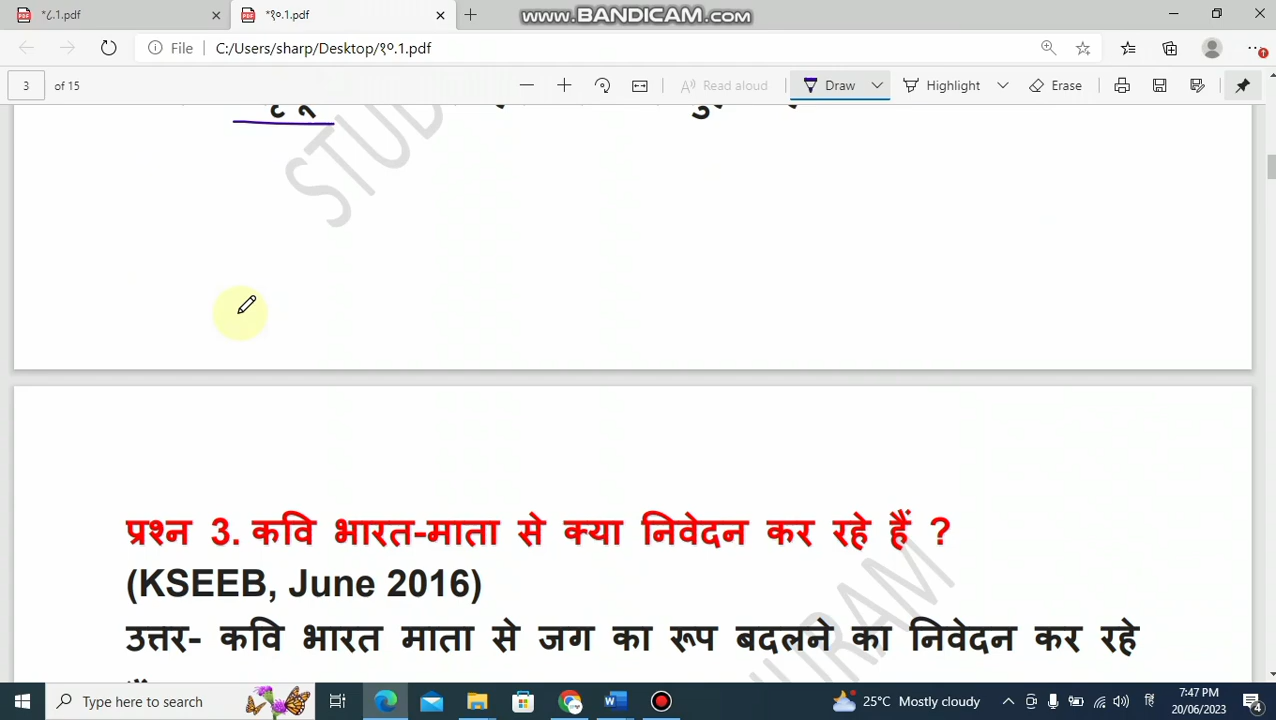 *८.1.pdf
*१०.1.pdf
www.BANDICAM.com
File C:/Users/sharp/Desktop/१०.1.pdf
3 of 15
Read aloud
Draw
Highlight
Erase
प्रश्न 3. कवि भारत-माता से क्या निवेदन कर रहे हैं ?
(KSEEB, June 2016)
उत्तर- कवि भारत माता से जग का रूप बदलने का निवेदन कर रहे
Type here to search
25°C Mostly cloudy
7:47 PM
20/06/2023
4